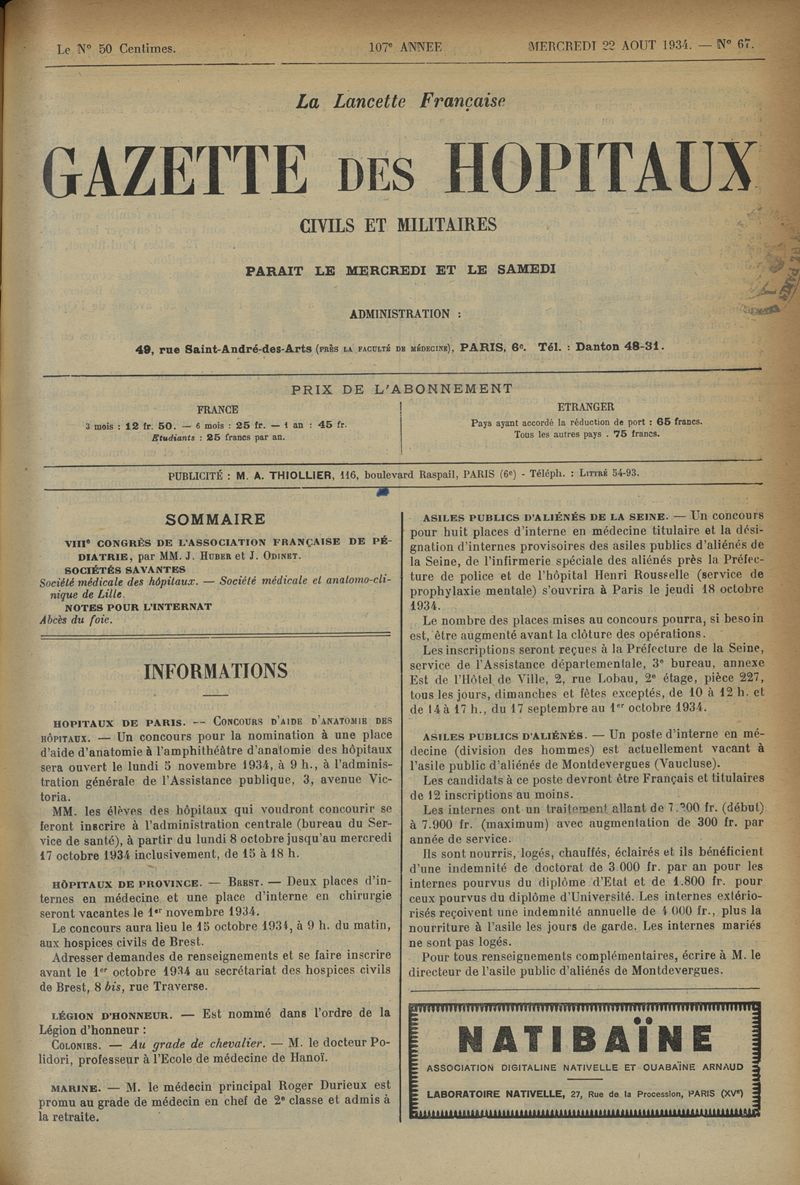 Le N° 50 Centimes.
107e ANNEE
MERCREDI 22 AOUT 1934. — N° 67.
La Lancette Française
GAZETTE DES HOPITAUX
CIVILS ET MILITAIRES
PARAIT LE MERCREDI ET LE SAMEDI
ADMINISTRATION :
49, rue Saint-André-des-Arts (PRÈS LA FACULTÉ DE MÉDECINE), PARIS, 6e. Tél. : Danton 48-31.
PRIX DE L'ABONNEMENT
FRANCE
3 mois : 12 fr. 50. — 6 mois : 25 fr. — 1 an : 45 fr.
Etudiants : 25 francs par an.
ETRANGER
Pays ayant accordé la réduction de port : 65 francs.
Tous les autres pays . 75 francs.
PUBLICITÉ : M. A. THIOLLIER, 116, boulevard Raspail, PARIS (6e) - Téléph. : LITTRÉ 54-93.
SOMMAIRE
VIIIe CONGRÈS DE L'ASSOCIATION FRANÇAISE DE PÉ-
DIATRIE, par MM. J. HUBER et J. ODINET.
SOCIÉTÉS SAVANTES
Société médicale des hôpitaux. — Société médicale et anatomo-cli-
nique de Lille.
NOTES POUR L'INTERNAT
Abcès du foie.
INFORMATIONS
HOPITAUX DE PARIS. — CONCOURS D'AIDE D'ANATOMIE DES
HÔPITAUX. — Un concours pour la nomination à une place
d'aide d'anatomie à l'amphithéâtre d'anatomie des hôpitaux
sera ouvert le lundi 5 novembre 1934, à 9 h., à l'adminis-
tration générale de l'Assistance publique, 3, avenue Vic-
toria.
MM. les élèves des hôpitaux qui voudront concourir se
feront inscrire à l'administration centrale (bureau du Ser-
vice de santé), à partir du lundi 8 octobre jusqu'au mercredi
17 octobre 1934 inclusivement, de 15 à 18 h.
HÔPITAUX DE PROVINCE. — BREST. — Deux places d'in-
ternes en médecine et une place d'interne en chirurgie
seront vacantes le 1er novembre 1934.
Le concours aura lieu le 15 octobre 1934, à 9 h. du matin,
aux hospices civils de Brest.
Adresser demandes de renseignements et se faire inscrire
avant le 1er octobre 1934 au secrétariat des hospices civils
de Brest, 8 bis, rue Traverse.
LÉGION D'HONNEUR. — Est nommé dans l'ordre de la
Légion d'honneur :
COLONIES. — Au grade de chevalier. — M. le docteur Po-
lidori, professeur à l'Ecole de médecine de Hanoï.
MARINE. — M. le médecin principal Roger Durieux est
promu au grade de médecin en chef de 2e classe et admis à
la retraite.
ASILES PUBLICS D'ALIÉNÉS DE LA SEINE. — Un concours
pour huit places d'interne en médecine titulaire et la dési-
gnation d'internes provisoires des asiles publics d'aliénés de
la Seine, de l'infirmerie spéciale des aliénés près la Préfec-
ture de police et de l'hôpital Henri Rousselle (service de
prophylaxie mentale) s'ouvrira à Paris le jeudi 18 octobre
1934.
Le nombre des places mises au concours pourra, si besoin
est, être augmenté avant la clôture des opérations.
Les inscriptions seront reçues à la Préfecture de la Seine,
service de l'Assistance départementale, 3e bureau, annexe
Est de l'Hôtel de Ville, 2, rue Lobau, 2e étage, pièce 227,
tous les jours, dimanches et fêtes exceptés, de 10 à 12 h. et
de 14 à 17 h., du 17 septembre au 1er octobre 1934.
ASILES PUBLICS D'ALIÉNÉS. — Un poste d'interne en mé-
decine (division des hommes) est actuellement vacant à
l'asile public d'aliénés de Montdevergues (Vaucluse).
Les candidats à ce poste devront être Français et titulaires
de 12 inscriptions au moins.
Les internes ont un traitement allant de 7.200 fr. (début)
à 7.900 fr. (maximum) avec augmentation de 300 fr. par
année de service.
Ils sont nourris, logés, chauffés, éclairés et ils bénéficient
d'une indemnité de doctorat de 3.000 fr. par an pour les
internes pourvus du diplôme d'Etat et de 1.800 fr. pour
ceux pourvus du diplôme d'Université. Les internes extério-
risés reçoivent une indemnité annuelle de 4 000 fr., plus la
nourriture à l'asile les jours de garde. Les internes mariés
ne sont pas logés.
Pour tous renseignements complémentaires, écrire à M. le
directeur de l'asile public d'aliénés de Montdevergues.
NATIBAÏNE
ASSOCIATION DIGITALINE NATIVELLE ET OUABAÏNE ARNAUD
LABORATOIRE NATIVELLE, 27, Rue de la Procession, PARIS (XVe)